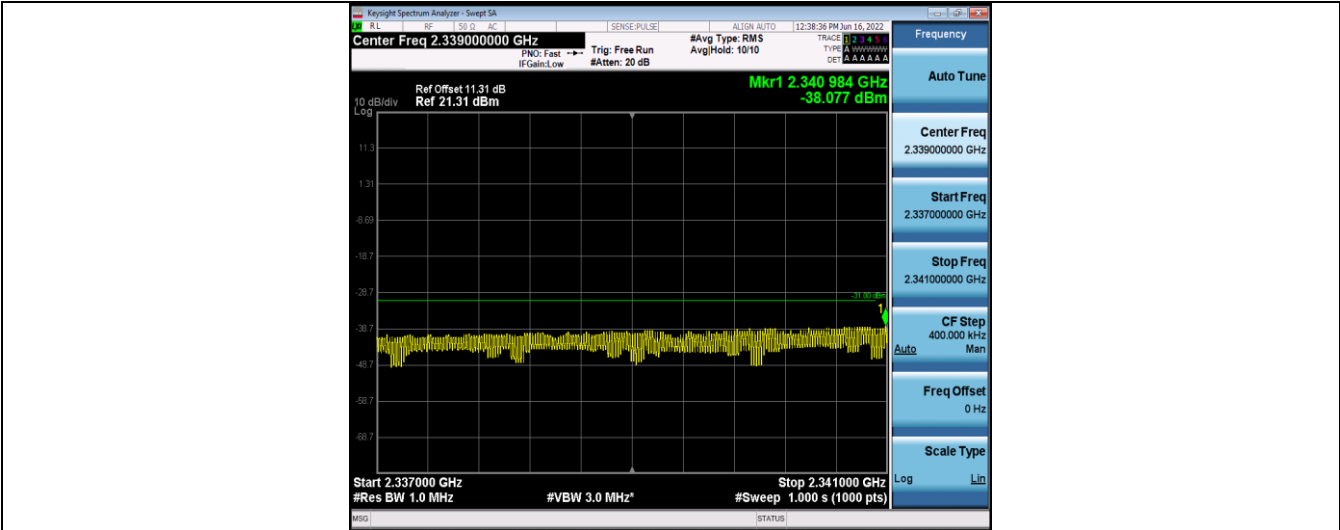 Keysight Spectrum Analyzer - Swept SA
RL RF 50 Ω AC SENSE:PULSE ALIGN AUTO 12:38:36 PM Jun 16, 2022
Center Freq 2.339000000 GHz
PNO: Fast
IFGain:Low
Trig: Free Run
#Atten: 20 dB
#Avg Type: RMS
Avg|Hold: 10/10
TRACE 1 2 3 4 5 6
TYPE A WWWWW
DET A A A A A A
Mkr1 2.340 984 GHz
-38.077 dBm
Ref Offset 11.31 dB
10 dB/div Ref 21.31 dBm
Log
11.3
1.31
-8.69
-18.7
-28.7
-31.00 dBm
1
-38.7
-48.7
-58.7
-68.7
Start 2.337000 GHz Stop 2.341000 GHz
#Res BW 1.0 MHz #VBW 3.0 MHz* #Sweep 1.000 s (1000 pts)
MSG STATUS
Frequency
Auto Tune
Center Freq
2.339000000 GHz
Start Freq
2.337000000 GHz
Stop Freq
2.341000000 GHz
CF Step
400.000 kHz
Auto Man
Freq Offset
0 Hz
Scale Type
Log Lin